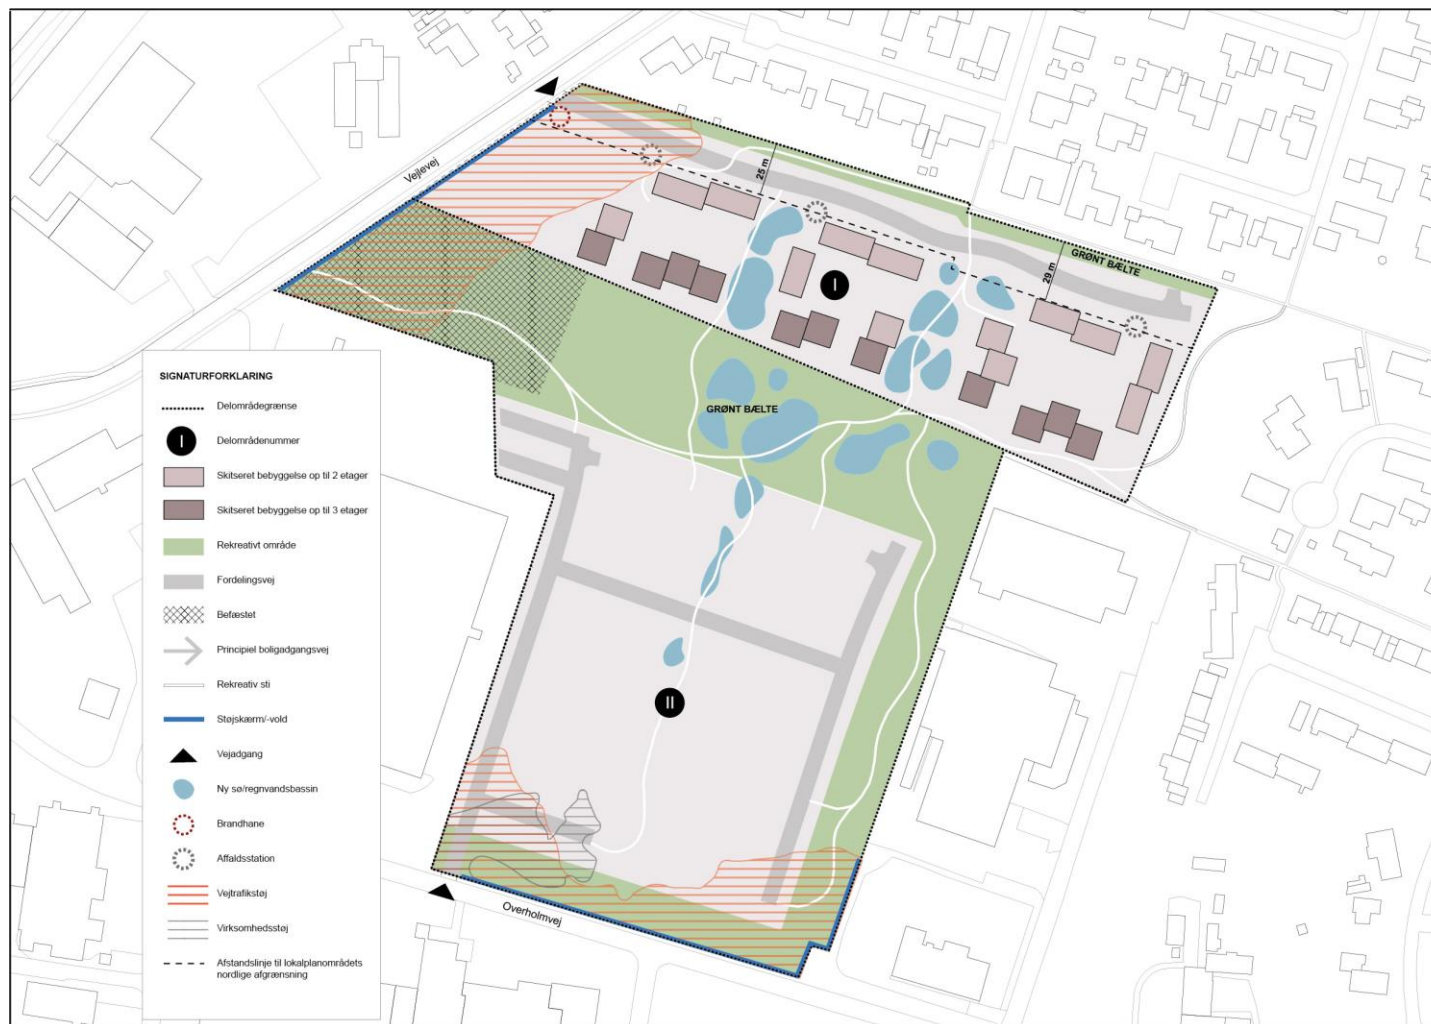 Vejlevej
25 m
GRØNT BÆLTE
29 m
I
GRØNT BÆLTE
II
Overholmvej
SIGNATURFORKLARING
Delområdegrænse
I
Delområdenummer
Skitseret bebyggelse op til 2 etager
Skitseret bebyggelse op til 3 etager
Rekreativt område
Fordelingsvej
Befæstet
Principiel boligadgangsvej
Rekreativ sti
Støjskærm/-vold
Vejadgang
Ny sø/regnvandsbassin
Brandhane
Affaldsstation
Vejtrafikstøj
Virksomhedsstøj
Afstandslinje til lokalplanområdets
nordlige afgrænsning